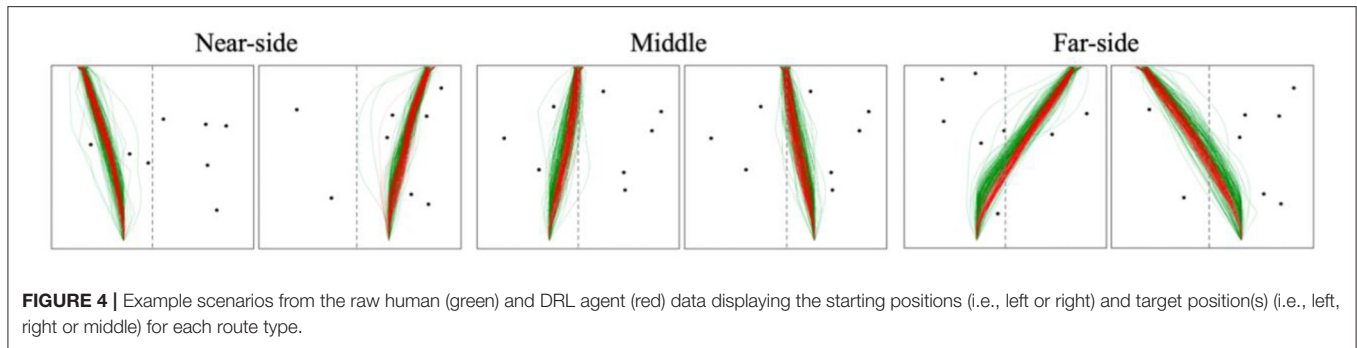 Near-side
Middle
Far-side
FIGURE 4 | Example scenarios from the raw human (green) and DRL agent (red) data displaying the starting positions (i.e., left or right) and target position(s) (i.e., left,
right or middle) for each route type.